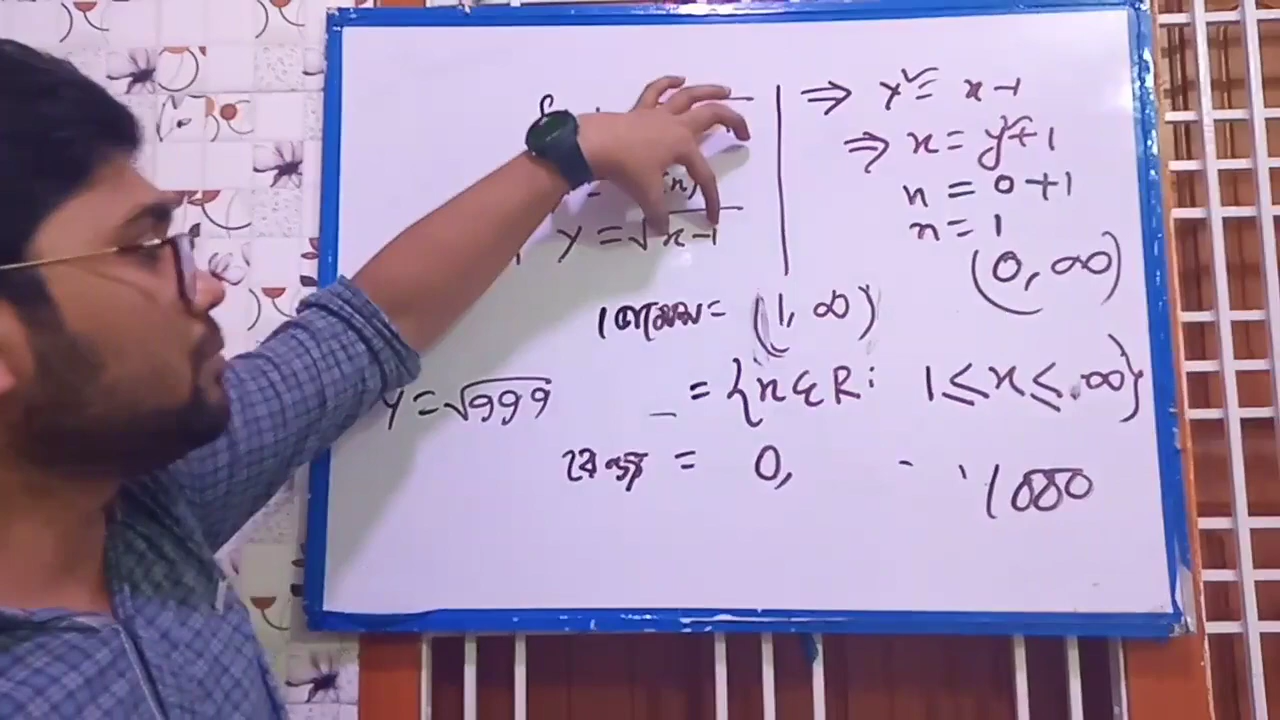 y = √x-1
⇒ y² = x-1
⇒ x = y²+1
x = 0+1
x = 1
(0, ∞)
ডোমেন = (1, ∞)
= {x ∈ R : 1 ≤ x ≤ ∞}
y = √999
= 0,
1000